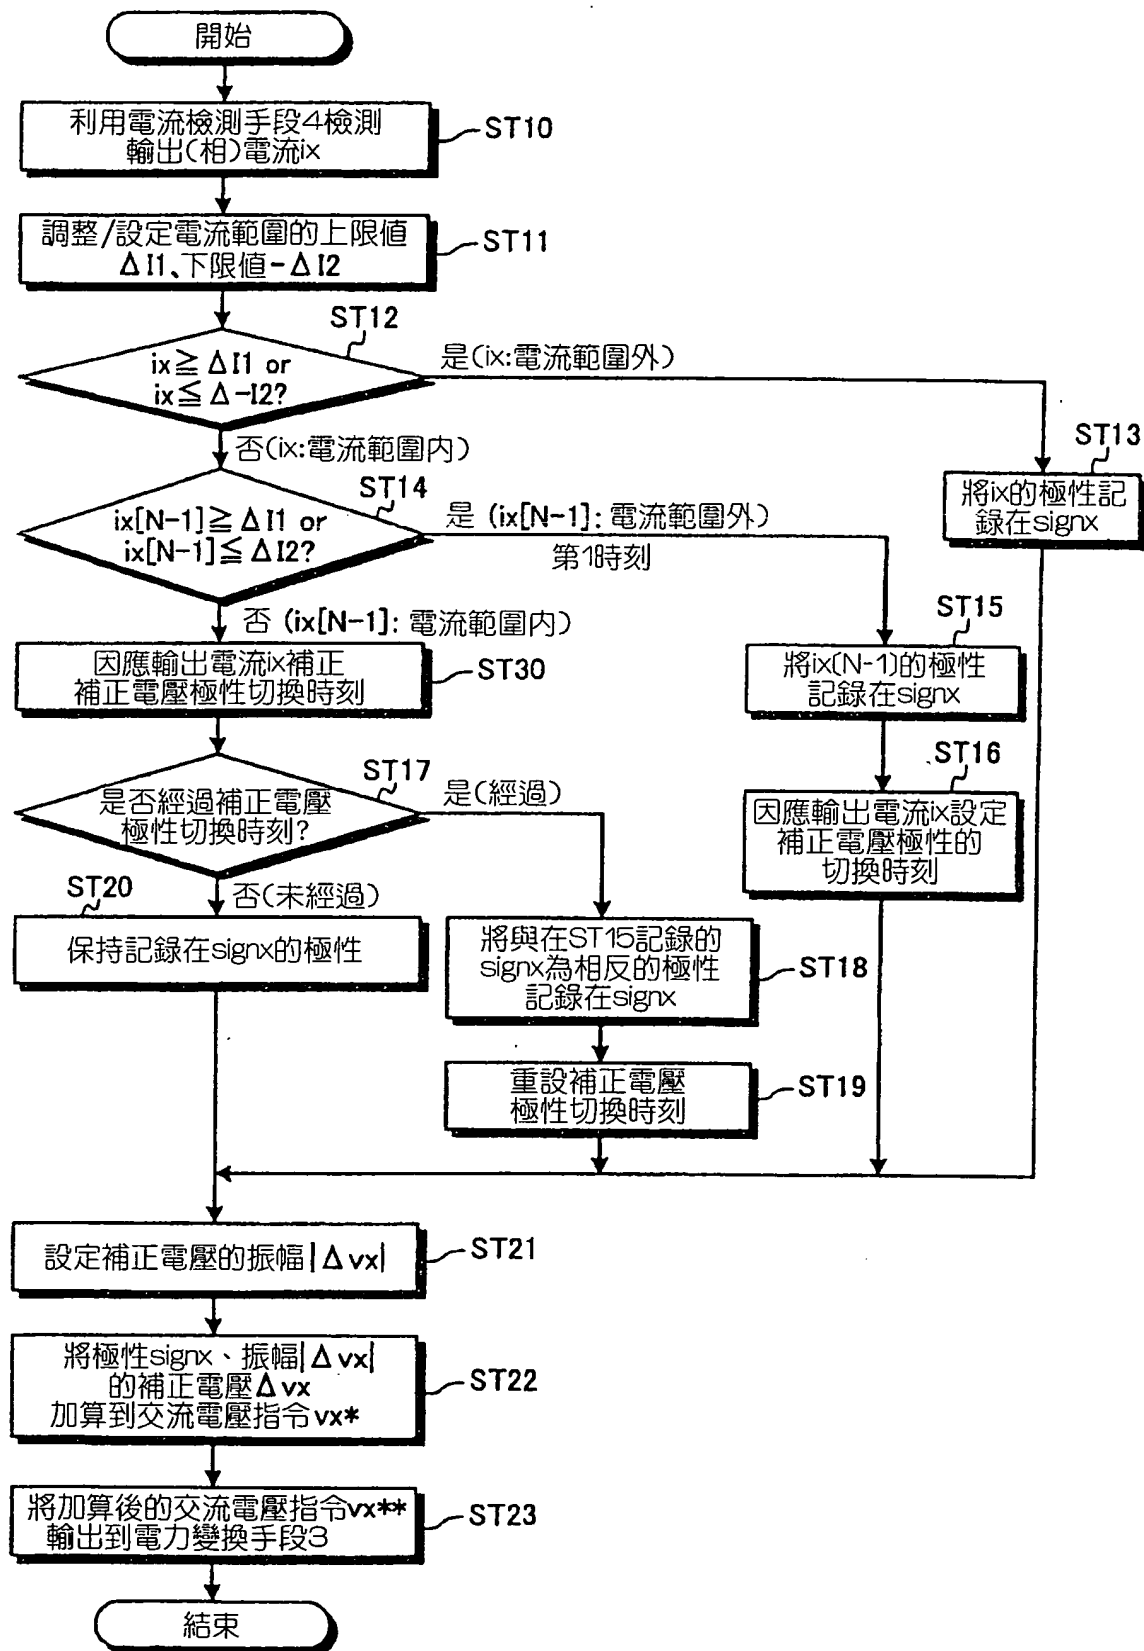 開始
利用電流檢測手段4檢測
輸出(相)電流ix
ST10
調整/設定電流範圍的上限值
ΔI1、下限值-ΔI2
ST11
ST12
ix≧ΔI1 or
ix≦Δ-I2?
是(ix:電流範圍外)
ST13
將ix的極性記
錄在signx
否(ix:電流範圍內)
ST14
ix[N-1]≧ΔI1 or
ix[N-1]≦ΔI2?
是 (ix[N-1]: 電流範圍外)
第1時刻
ST15
將ix(N-1)的極性
記錄在signx
否 (ix[N-1]: 電流範圍內)
因應輸出電流ix補正
補正電壓極性切換時刻
ST30
ST16
因應輸出電流ix設定
補正電壓極性的
切換時刻
ST17
是否經過補正電壓
極性切換時刻?
是(經過)
ST20
否(未經過)
保持記錄在signx的極性
將與在ST15記錄的
signx為相反的極性
記錄在signx
ST18
重設補正電壓
極性切換時刻
ST19
設定補正電壓的振幅|Δvx|
ST21
將極性signx、振幅|Δvx|
的補正電壓Δvx
加算到交流電壓指令vx*
ST22
將加算後的交流電壓指令vx**
輸出到電力變換手段3
ST23
結束